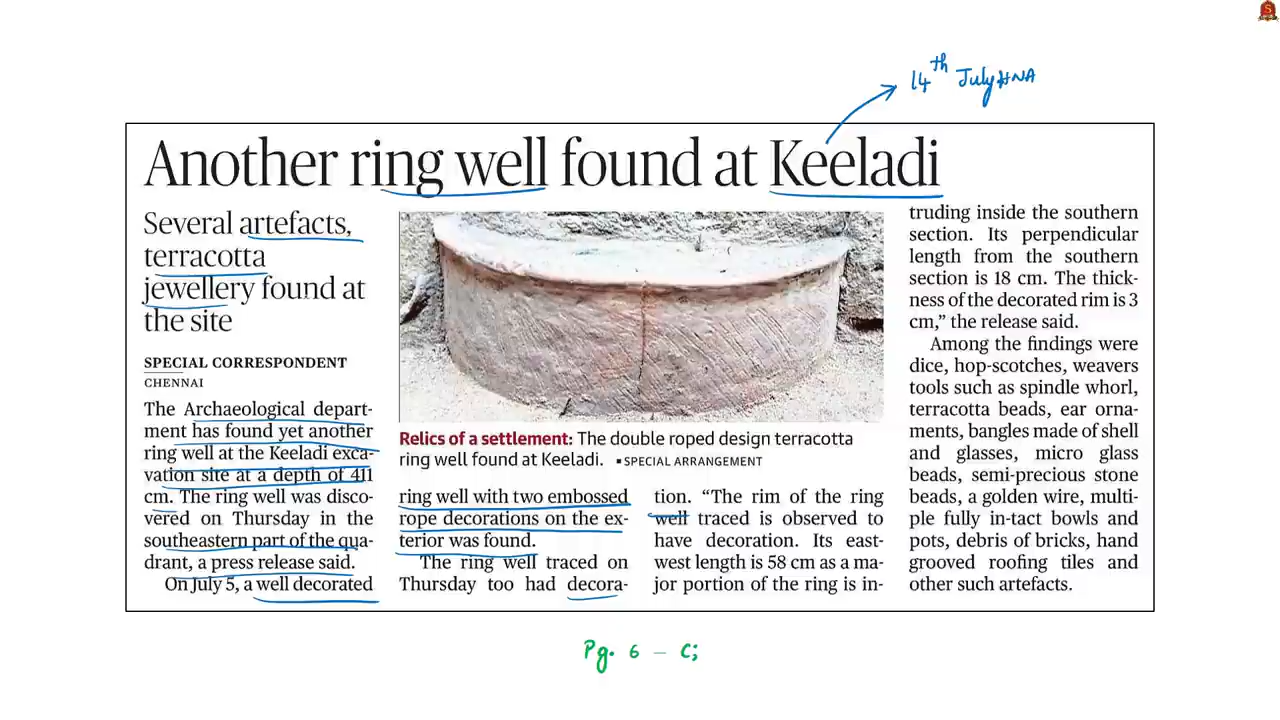 14th July HNA
Another ring well found at Keeladi
Several artefacts,
terracotta
jewellery found at
the site
SPECIAL CORRESPONDENT
CHENNAI
The Archaeological depart-
ment has found yet another
ring well at the Keeladi exca-
vation site at a depth of 411
cm. The ring well was disco-
vered on Thursday in the
southeastern part of the qua-
drant, a press release said.
On July 5, a well decorated
Relics of a settlement: The double roped design terracotta
ring well found at Keeladi. ▪ SPECIAL ARRANGEMENT
ring well with two embossed
rope decorations on the ex-
terior was found.
The ring well traced on
Thursday too had decora-
tion. “The rim of the ring
well traced is observed to
have decoration. Its east-
west length is 58 cm as a ma-
jor portion of the ring is in-
truding inside the southern
section. Its perpendicular
length from the southern
section is 18 cm. The thick-
ness of the decorated rim is 3
cm,” the release said.
Among the findings were
dice, hop-scotches, weavers
tools such as spindle whorl,
terracotta beads, ear orna-
ments, bangles made of shell
and glasses, micro glass
beads, semi-precious stone
beads, a golden wire, multi-
ple fully in-tact bowls and
pots, debris of bricks, hand
grooved roofing tiles and
other such artefacts.
Pg. 6 – C;